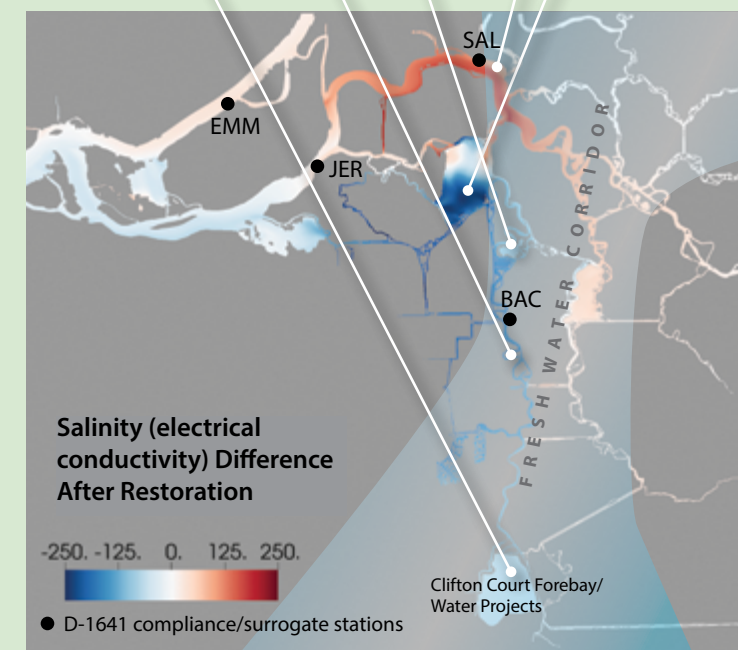 SAL
EMM
JER
BAC
FRESH WATER CORRIDOR
Salinity (electrical
conductivity) Difference
After Restoration
-250. -125. 0. 125. 250.
Clifton Court Forebay/
Water Projects
D-1641 compliance/surrogate stations